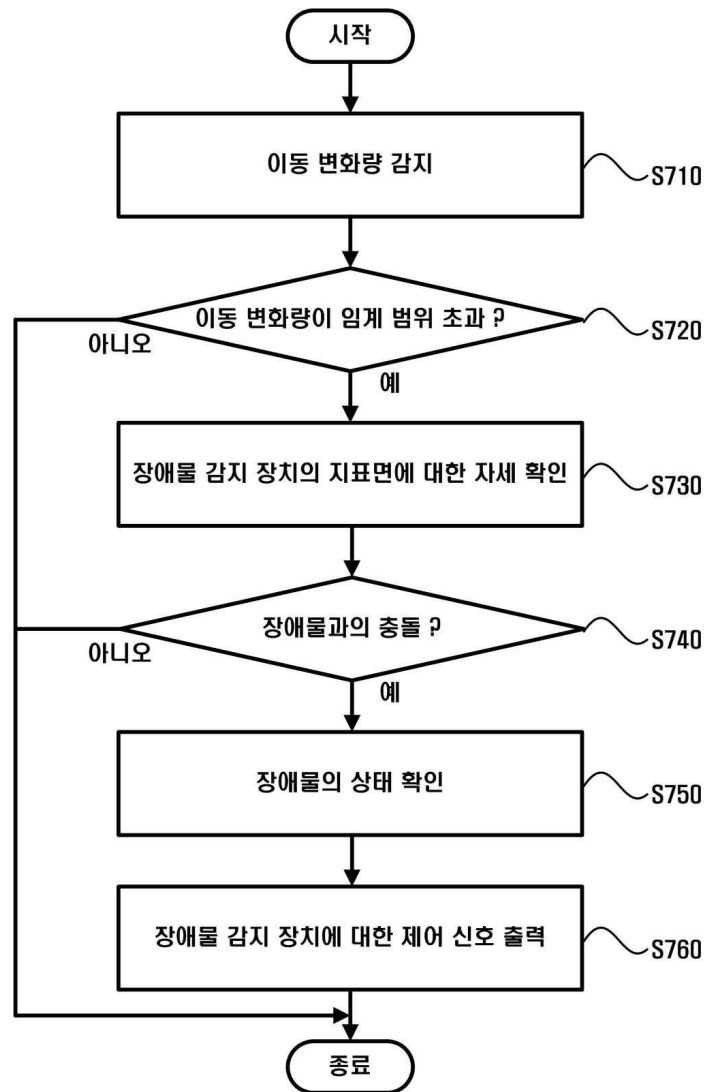 시작
이동 변화량 감지
S710
이동 변화량이 임계 범위 초과 ?
S720
아니오
예
장애물 감지 장치의 지표면에 대한 자세 확인
S730
장애물과의 충돌 ?
S740
아니오
예
장애물의 상태 확인
S750
장애물 감지 장치에 대한 제어 신호 출력
S760
종료